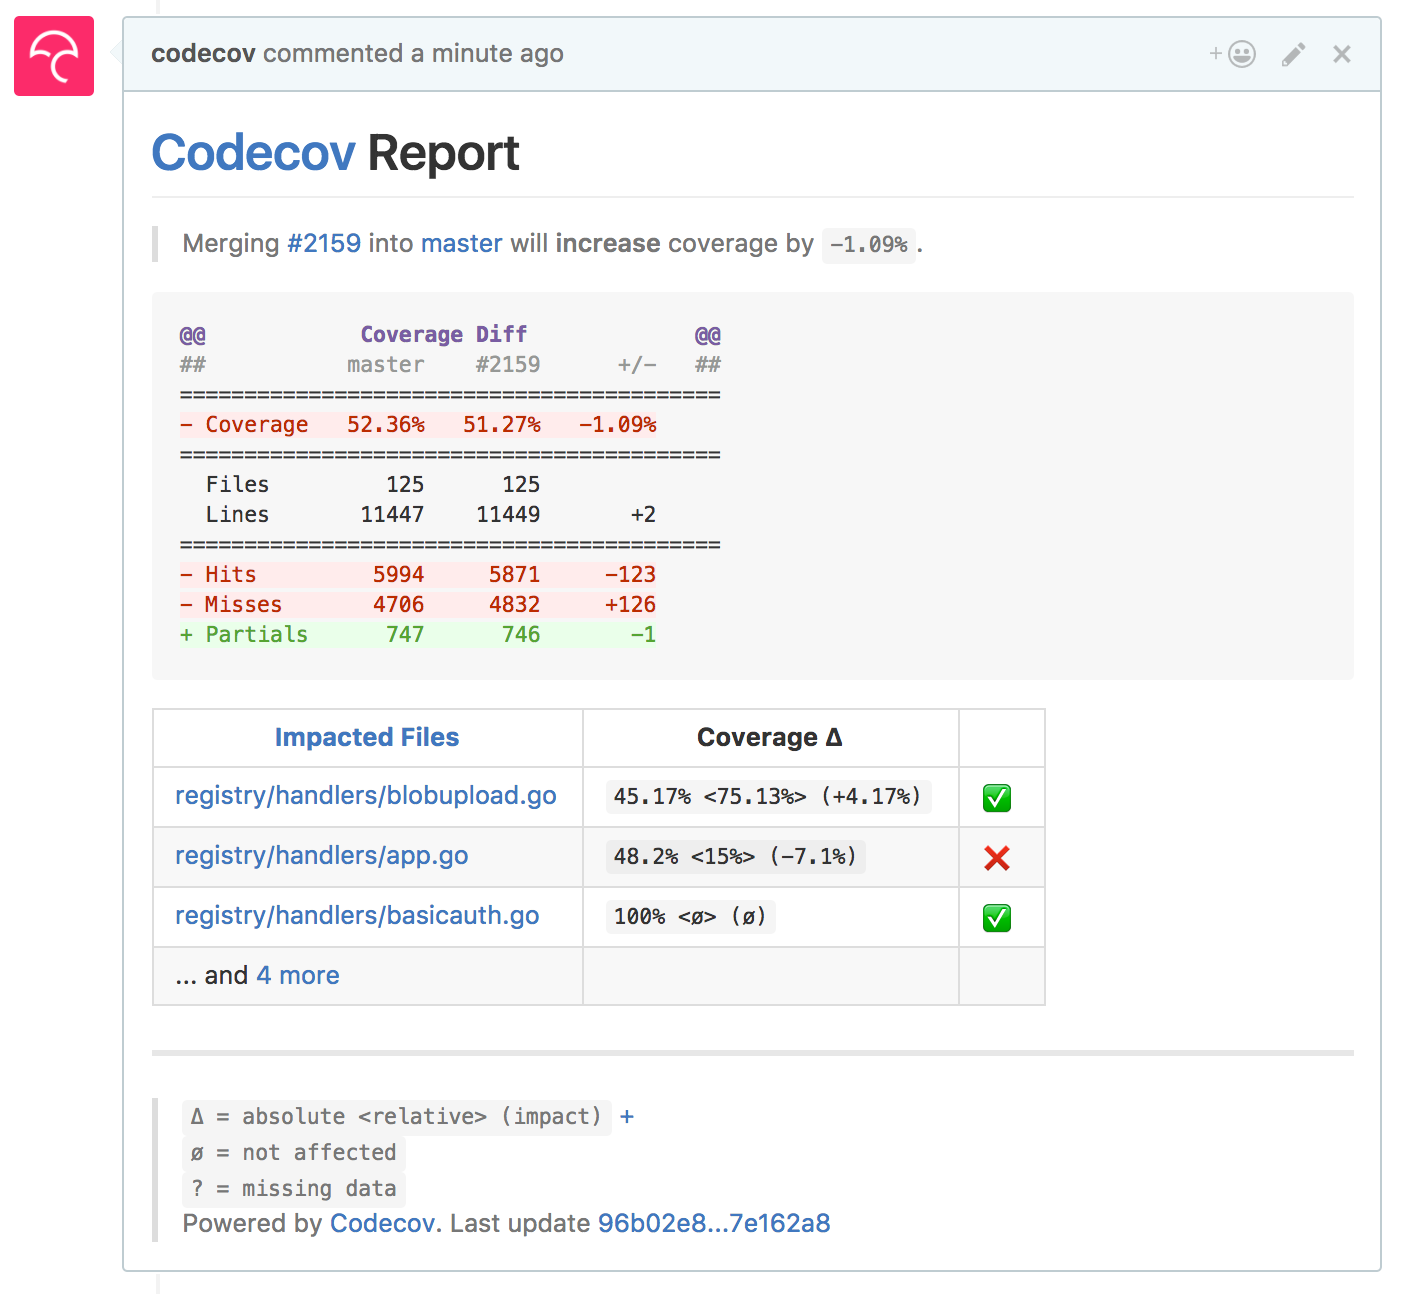 codecov commented a minute ago
Codecov Report
Merging #2159 into master will increase coverage by −1.09%.
@@ Coverage Diff @@
## master #2159 +/− ##
==========================================
− Coverage 52.36% 51.27% −1.09%
==========================================
Files 125 125
Lines 11447 11449 +2
==========================================
− Hits 5994 5871 −123
− Misses 4706 4832 +126
+ Partials 747 746 −1
Impacted Files Coverage Δ
registry/handlers/blobupload.go 45.17% <75.13%> (+4.17%) ✅
registry/handlers/app.go 48.2% <15%> (−7.1%) ❌
registry/handlers/basicauth.go 100% <ø> (ø) ✅
... and 4 more
Δ = absolute <relative> (impact) +
ø = not affected
? = missing data
Powered by Codecov. Last update 96b02e8...7e162a8